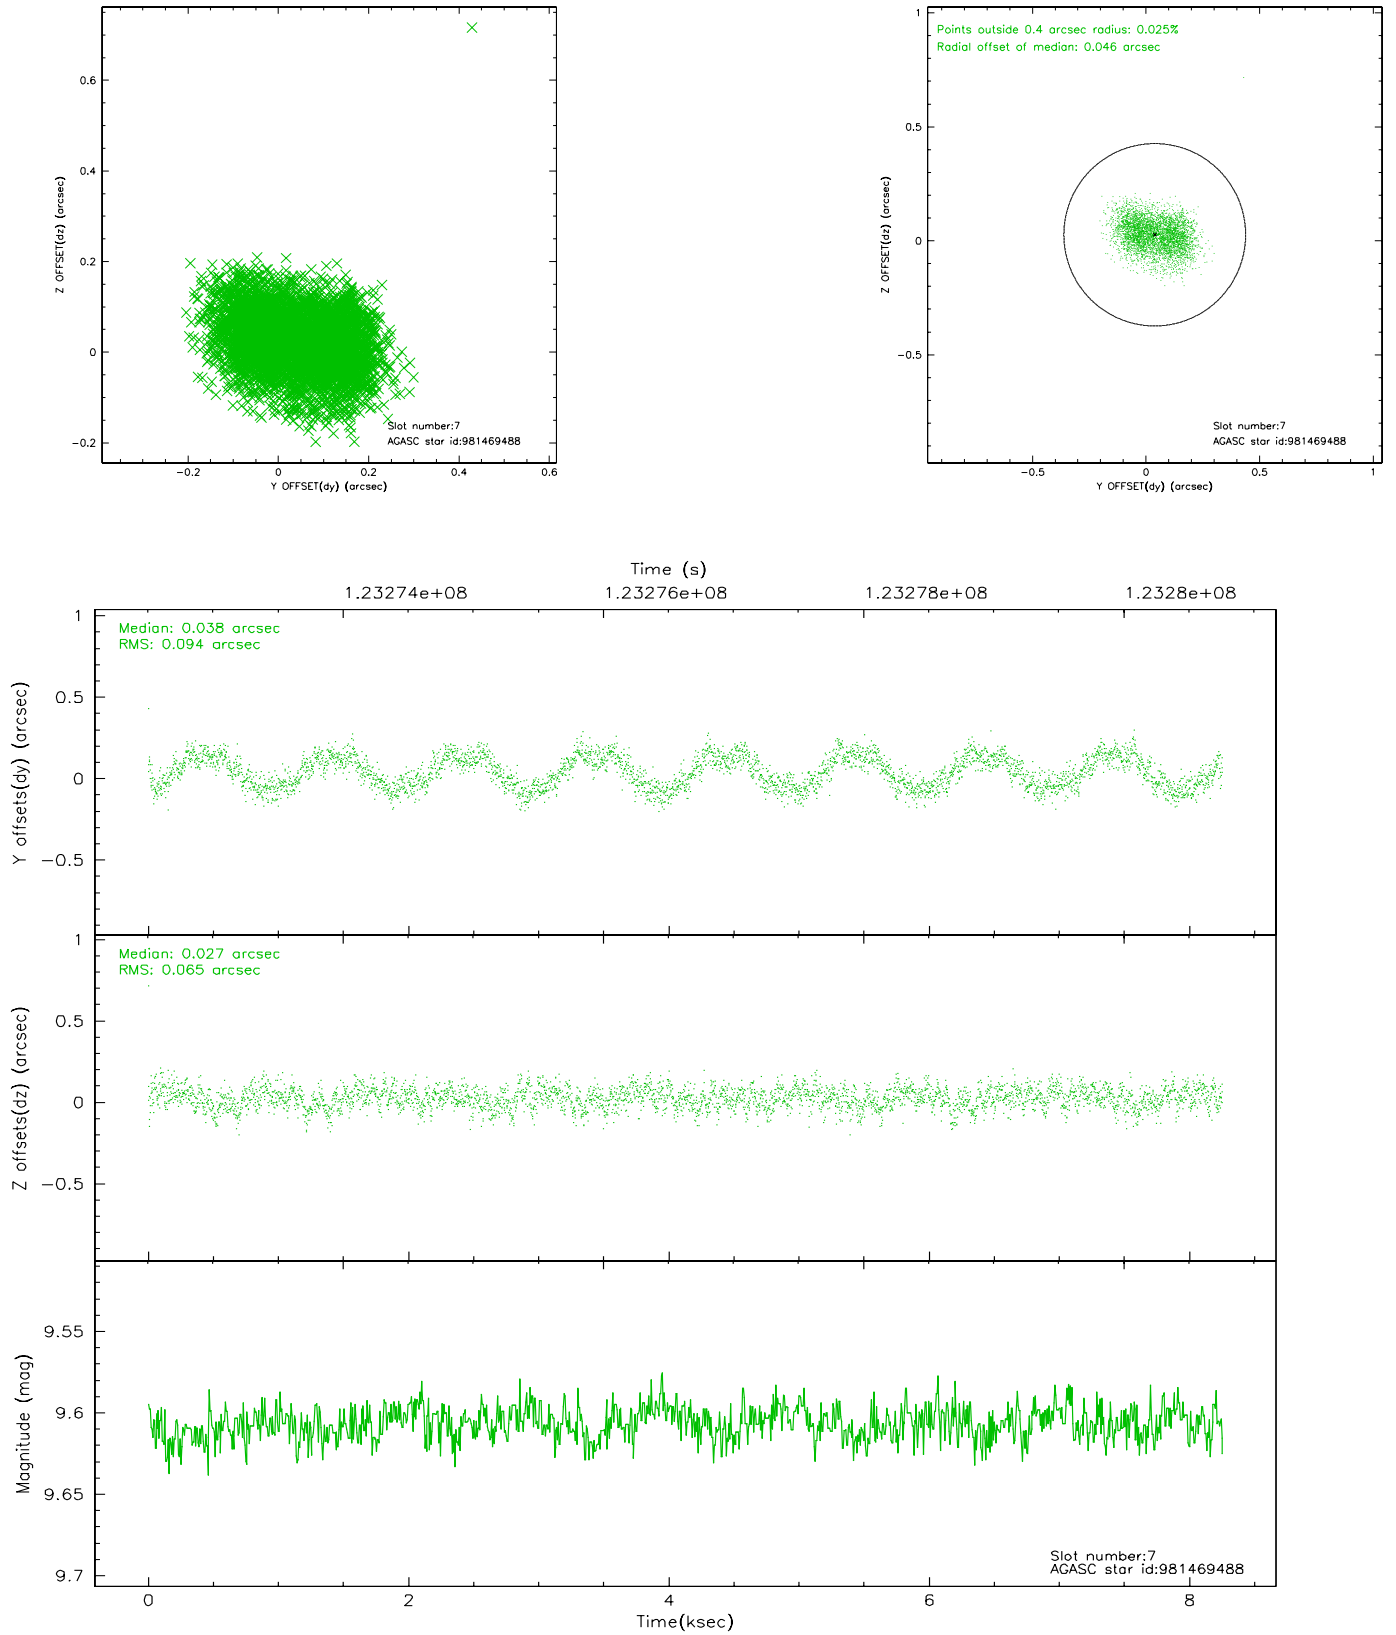 0.6
0.4
0.2
0
−0.2
Z OFFSET(dz) (arcsec)
Slot number:7
AGASC star id:981469488
−0.2 0 0.2 0.4 0.6
Y OFFSET(dy) (arcsec)
Points outside 0.4 arcsec radius: 0.025%
Radial offset of median: 0.046 arcsec
1
0.5
0
−0.5
Z OFFSET(dz) (arcsec)
Slot number:7
AGASC star id:981469488
−0.5 0 0.5 1
Y OFFSET(dy) (arcsec)
Time (s)
1.23274e+08 1.23276e+08 1.23278e+08 1.2328e+08
Median: 0.038 arcsec
RMS: 0.094 arcsec
1
0.5
0
−0.5
Y offsets(dy) (arcsec)
Median: 0.027 arcsec
RMS: 0.065 arcsec
1
0.5
0
−0.5
Z offsets(dz) (arcsec)
9.55
9.6
9.65
9.7
Magnitude (mag)
Slot number:7
AGASC star id:981469488
0 2 4 6 8
Time(ksec)